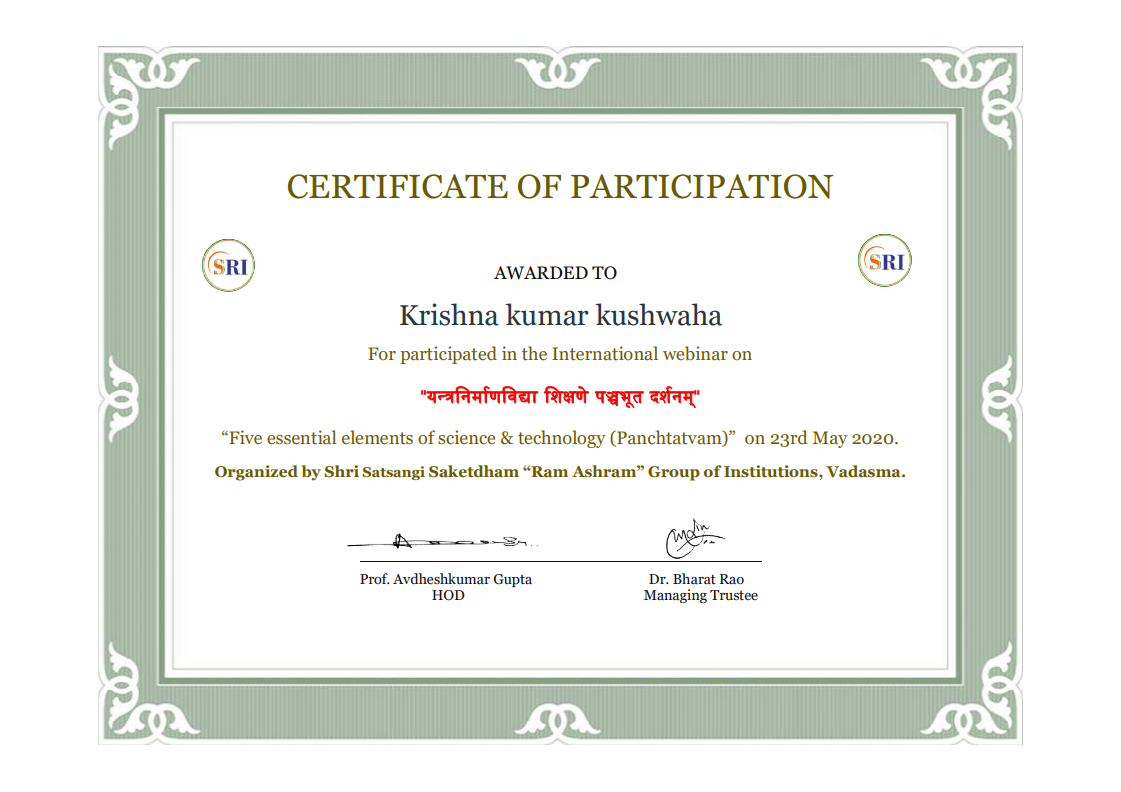 CERTIFICATE OF PARTICIPATION
SRI
SRI
AWARDED TO
Krishna kumar kushwaha
For participated in the International webinar on
"यन्त्रनिर्माणविद्या शिक्षणे पञ्चभूत दर्शनम्"
“Five essential elements of science & technology (Panchtatvam)” on 23rd May 2020.
Organized by Shri Satsangi Saketdham “Ram Ashram” Group of Institutions, Vadasma.
Prof. Avdheshkumar Gupta
HOD
Dr. Bharat Rao
Managing Trustee